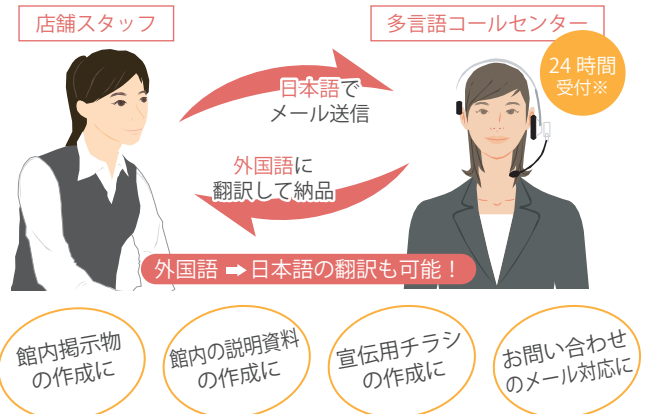 店舗スタッフ
多言語コールセンター
24 時間
受付※
日本語で
メール送信
外国語に
翻訳して納品
外国語 ➡ 日本語の翻訳も可能！
館内掲示物
の作成に
館内の説明資料
の作成に
宣伝用チラシ
の作成に
お問い合わせ
のメール対応に